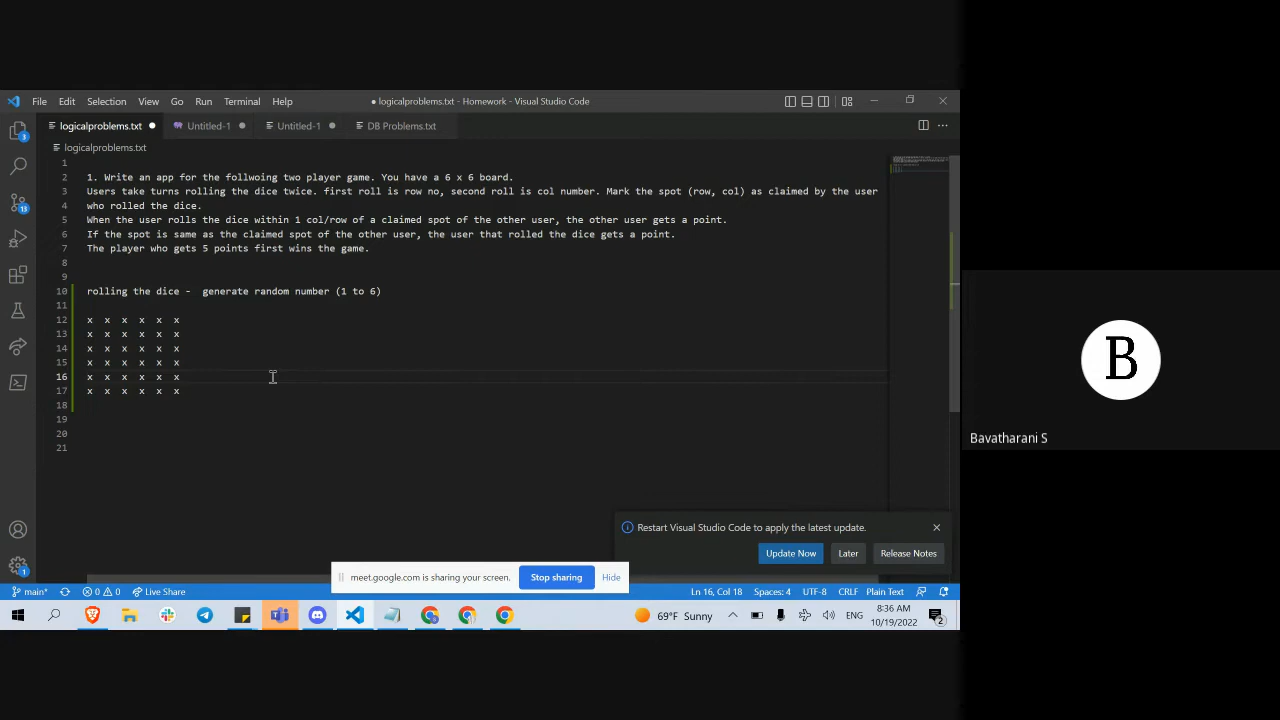 File Edit Selection View Go Run Terminal Help
● logicalproblems.txt - Homework - Visual Studio Code
logicalproblems.txt Untitled-1 Untitled-1 DB Problems.txt
logicalproblems.txt
1
2 1. Write an app for the follwoing two player game. You have a 6 x 6 board.
3 Users take turns rolling the dice twice. first roll is row no, second roll is col number. Mark the spot (row, col) as claimed by the user
4 who rolled the dice.
5 When the user rolls the dice within 1 col/row of a claimed spot of the other user, the other user gets a point.
6 If the spot is same as the claimed spot of the other user, the user that rolled the dice gets a point.
7 The player who gets 5 points first wins the game.
8
9
10 rolling the dice - generate random number (1 to 6)
11
12 x x x x x x
13 x x x x x x
14 x x x x x x
15 x x x x x x
16 x x x x x x
17 x x x x x x
18
19
20
21
3
13
1
Restart Visual Studio Code to apply the latest update.
Update Now Later Release Notes
meet.google.com is sharing your screen. Stop sharing Hide
main* 0 0 Live Share
Ln 16, Col 18 Spaces: 4 UTF-8 CRLF Plain Text
69°F Sunny ENG 8:36 AM
10/19/2022 2
B
Bavatharani S